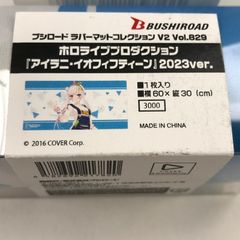 BUSHIROAD
ブシロード ラバーマットコレクション V2 Vol.829
ホロライブプロダクション
『アイラニ・イオフィフティーン』2023ver.
■1枚入り
■横60×縦30(cm)
3000
MADE IN CHINA
© 2016 COVER Corp.